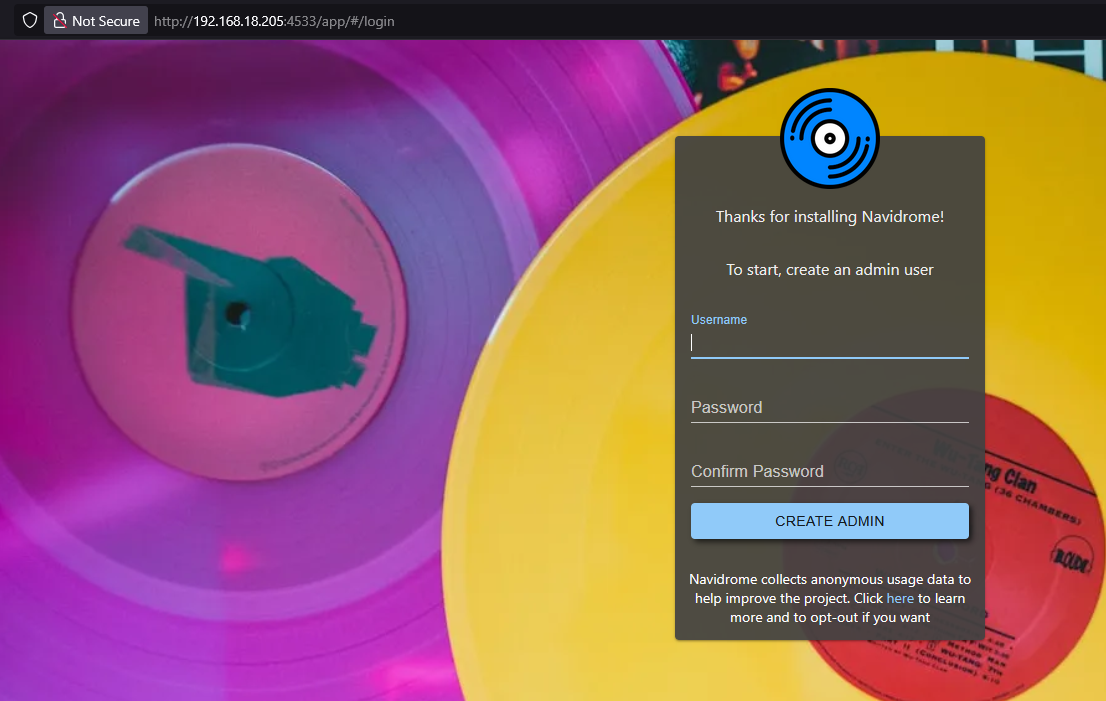 Not Secure http://192.168.18.205:4533/app/#/login
Thanks for installing Navidrome!
To start, create an admin user
Username
Password
Confirm Password
CREATE ADMIN
Navidrome collects anonymous usage data to
help improve the project. Click here to learn
more and to opt-out if you want
Wu-Tang Clan
(36 CHAMBERS)